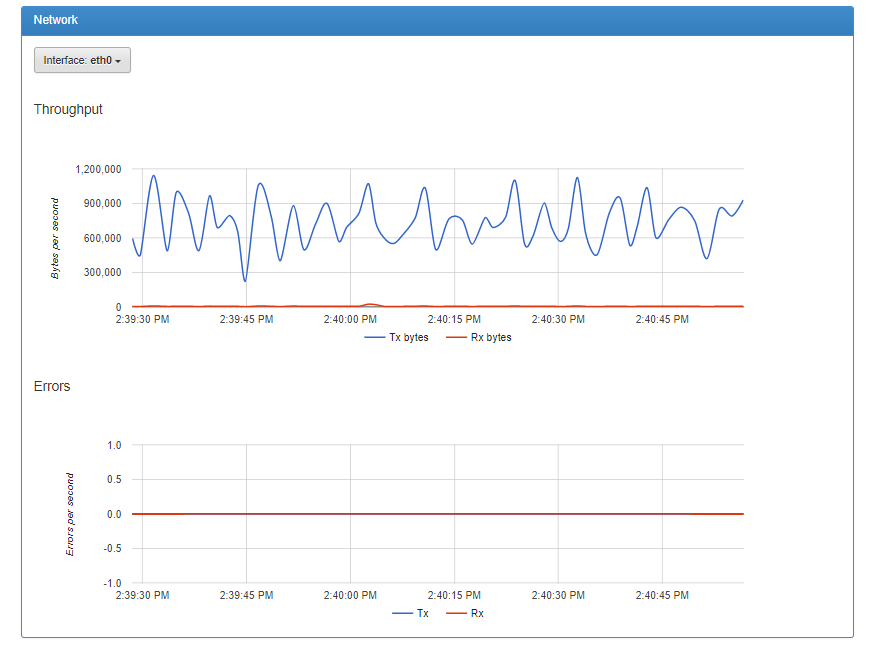 Network
Interface: eth0
Throughput
Bytes per second
1,200,000
900,000
600,000
300,000
0
2:39:30 PM 2:39:45 PM 2:40:00 PM 2:40:15 PM 2:40:30 PM 2:40:45 PM
Tx bytes Rx bytes
Errors
Errors per second
1.0
0.5
0.0
-0.5
-1.0
2:39:30 PM 2:39:45 PM 2:40:00 PM 2:40:15 PM 2:40:30 PM 2:40:45 PM
Tx Rx